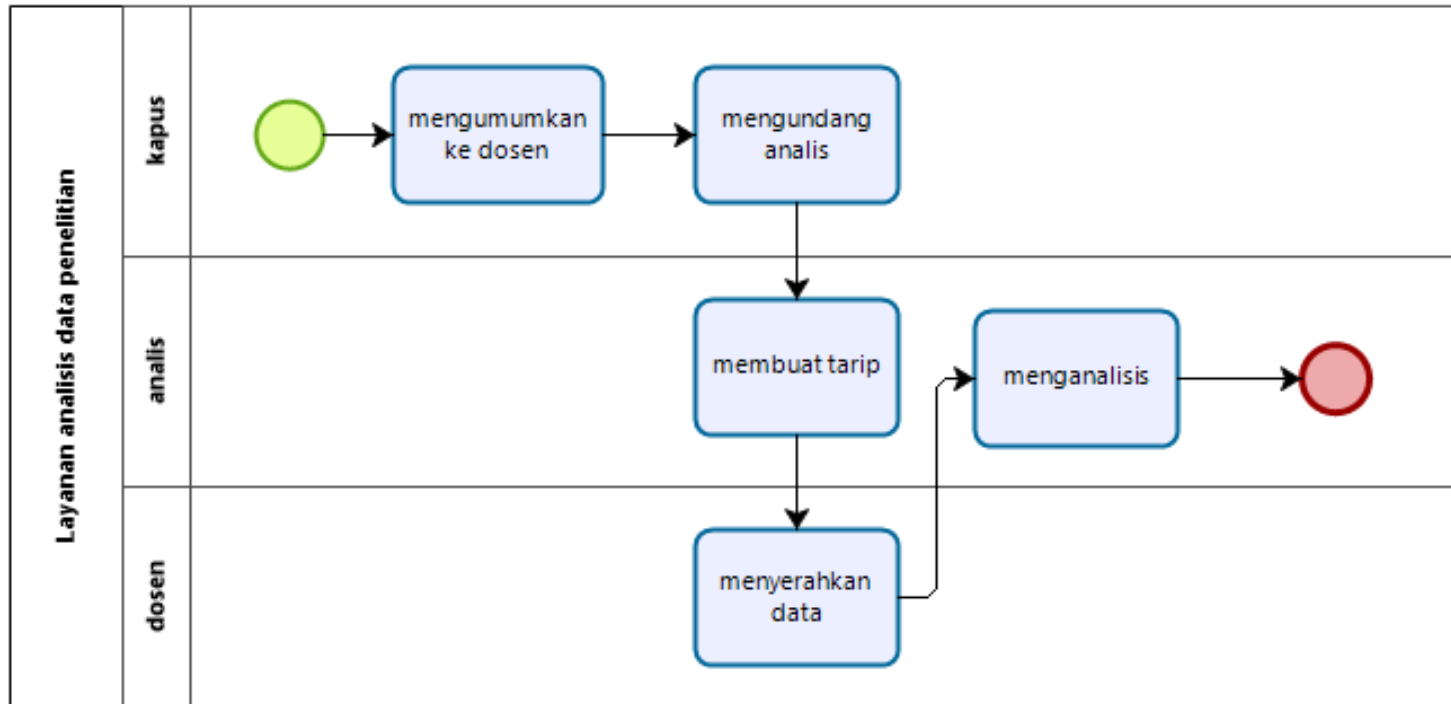 Layanan analisis data penelitian
kapus
mengumumkan
ke dosen
mengundang
analis
analis
membuat tarip
menganalisis
dosen
menyerahkan
data